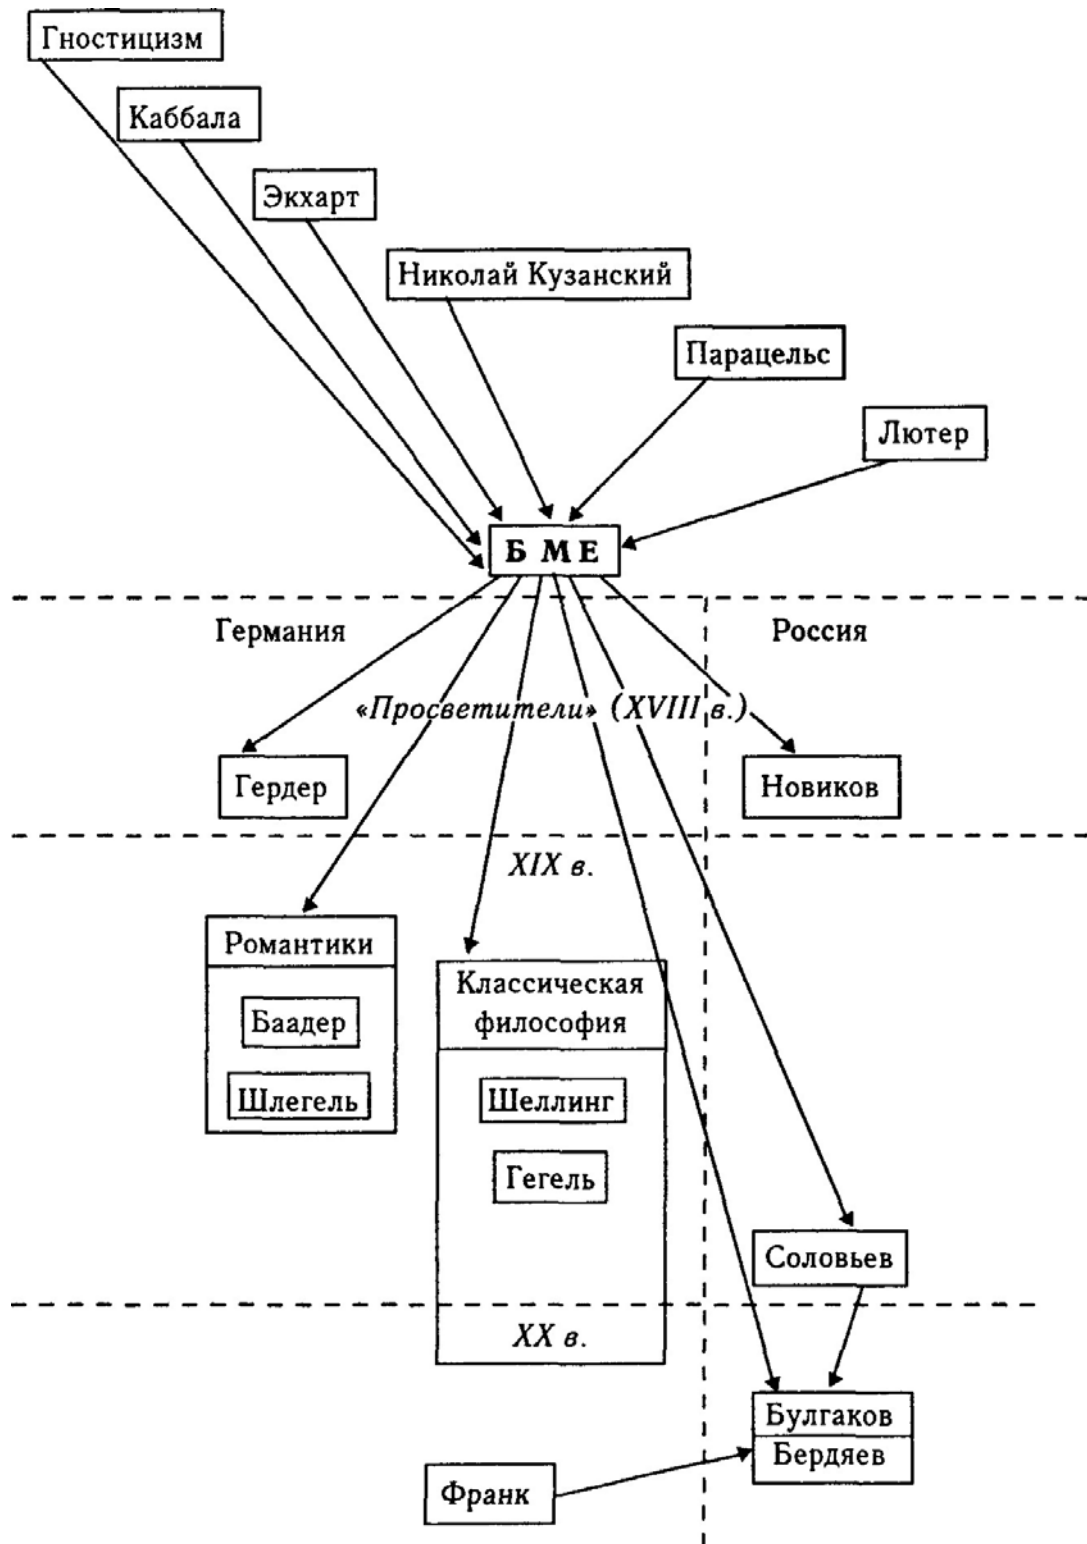 Гностицизм
Каббала
Экхарт
Николай Кузанский
Парацельс
Лютер
Б МЕ
Германия
Россия
«Просветители» (XVIII в.)
Гердер
Новиков
XIX в.
Романтики
Баадер
Шлегель
Классическая
философия
Шеллинг
Гегель
Соловьев
XX в.
Булгаков
Бердяев
Франк